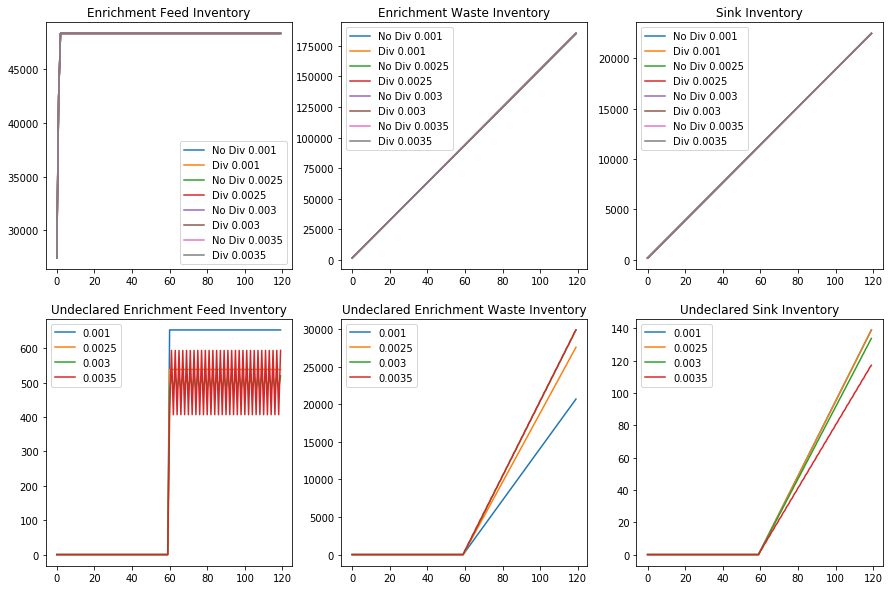 Enrichment Feed Inventory
45000
40000
35000
30000
0 20 40 60 80 100 120
No Div 0.001
Div 0.001
No Div 0.0025
Div 0.0025
No Div 0.003
Div 0.003
No Div 0.0035
Div 0.0035
Enrichment Waste Inventory
175000
150000
125000
100000
75000
50000
25000
0
0 20 40 60 80 100 120
No Div 0.001
Div 0.001
No Div 0.0025
Div 0.0025
No Div 0.003
Div 0.003
No Div 0.0035
Div 0.0035
Sink Inventory
20000
15000
10000
5000
0
0 20 40 60 80 100 120
No Div 0.001
Div 0.001
No Div 0.0025
Div 0.0025
No Div 0.003
Div 0.003
No Div 0.0035
Div 0.0035
Undeclared Enrichment Feed Inventory
600
500
400
300
200
100
0
0 20 40 60 80 100 120
0.001
0.0025
0.003
0.0035
Undeclared Enrichment Waste Inventory
30000
25000
20000
15000
10000
5000
0
0 20 40 60 80 100 120
0.001
0.0025
0.003
0.0035
Undeclared Sink Inventory
140
120
100
80
60
40
20
0
0 20 40 60 80 100 120
0.001
0.0025
0.003
0.0035